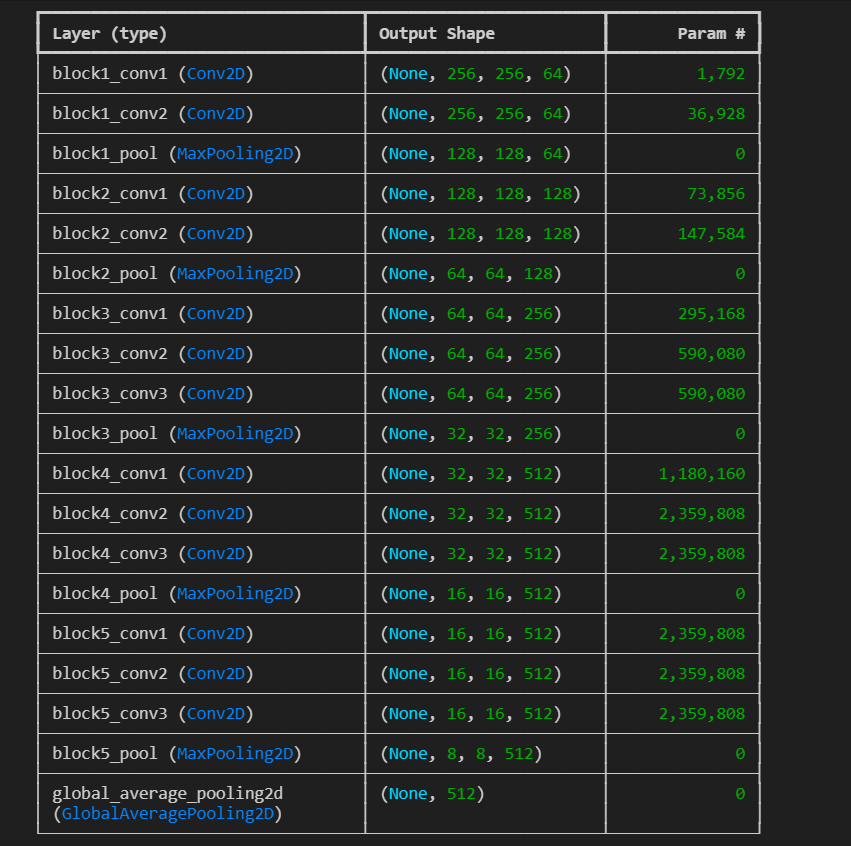 Layer (type) Output Shape Param #
block1_conv1 (Conv2D) (None, 256, 256, 64) 1,792
block1_conv2 (Conv2D) (None, 256, 256, 64) 36,928
block1_pool (MaxPooling2D) (None, 128, 128, 64) 0
block2_conv1 (Conv2D) (None, 128, 128, 128) 73,856
block2_conv2 (Conv2D) (None, 128, 128, 128) 147,584
block2_pool (MaxPooling2D) (None, 64, 64, 128) 0
block3_conv1 (Conv2D) (None, 64, 64, 256) 295,168
block3_conv2 (Conv2D) (None, 64, 64, 256) 590,080
block3_conv3 (Conv2D) (None, 64, 64, 256) 590,080
block3_pool (MaxPooling2D) (None, 32, 32, 256) 0
block4_conv1 (Conv2D) (None, 32, 32, 512) 1,180,160
block4_conv2 (Conv2D) (None, 32, 32, 512) 2,359,808
block4_conv3 (Conv2D) (None, 32, 32, 512) 2,359,808
block4_pool (MaxPooling2D) (None, 16, 16, 512) 0
block5_conv1 (Conv2D) (None, 16, 16, 512) 2,359,808
block5_conv2 (Conv2D) (None, 16, 16, 512) 2,359,808
block5_conv3 (Conv2D) (None, 16, 16, 512) 2,359,808
block5_pool (MaxPooling2D) (None, 8, 8, 512) 0
global_average_pooling2d (None, 512) 0
(GlobalAveragePooling2D)